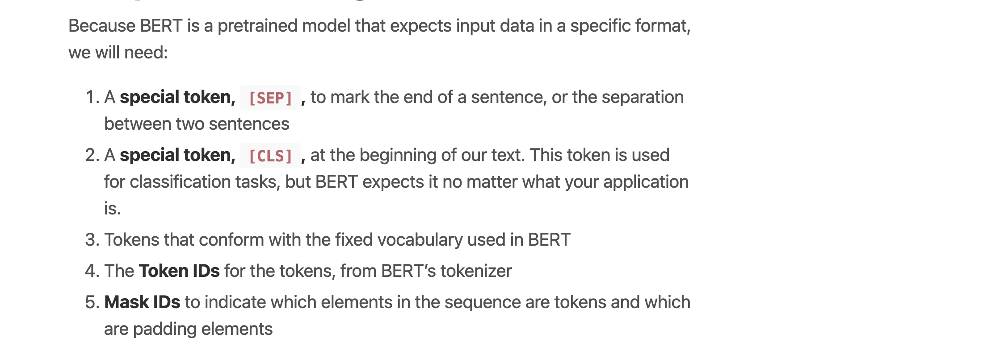 Because BERT is a pretrained model that expects input data in a specific format,
we will need:
1. A special token, [SEP] , to mark the end of a sentence, or the separation
between two sentences
2. A special token, [CLS] , at the beginning of our text. This token is used
for classification tasks, but BERT expects it no matter what your application
is.
3. Tokens that conform with the fixed vocabulary used in BERT
4. The Token IDs for the tokens, from BERT’s tokenizer
5. Mask IDs to indicate which elements in the sequence are tokens and which
are padding elements